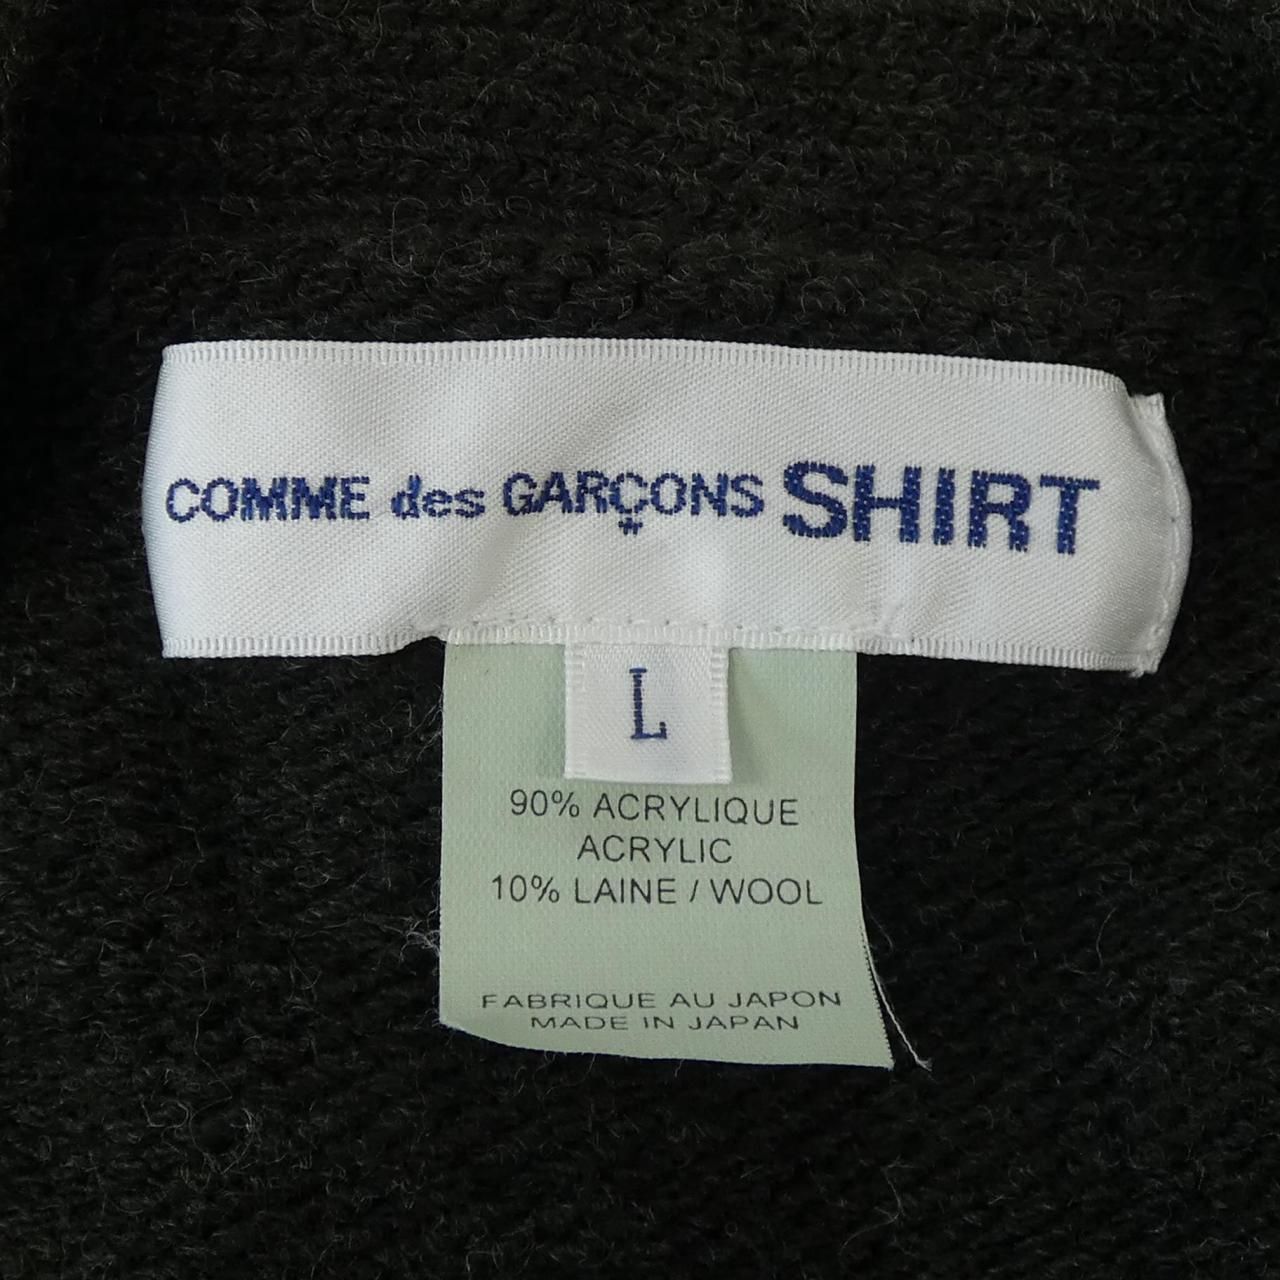 COMME des GARÇONS SHIRT
L
90% ACRYLIQUE
ACRYLIC
10% LAINE / WOOL
FABRIQUE AU JAPON
MADE IN JAPAN